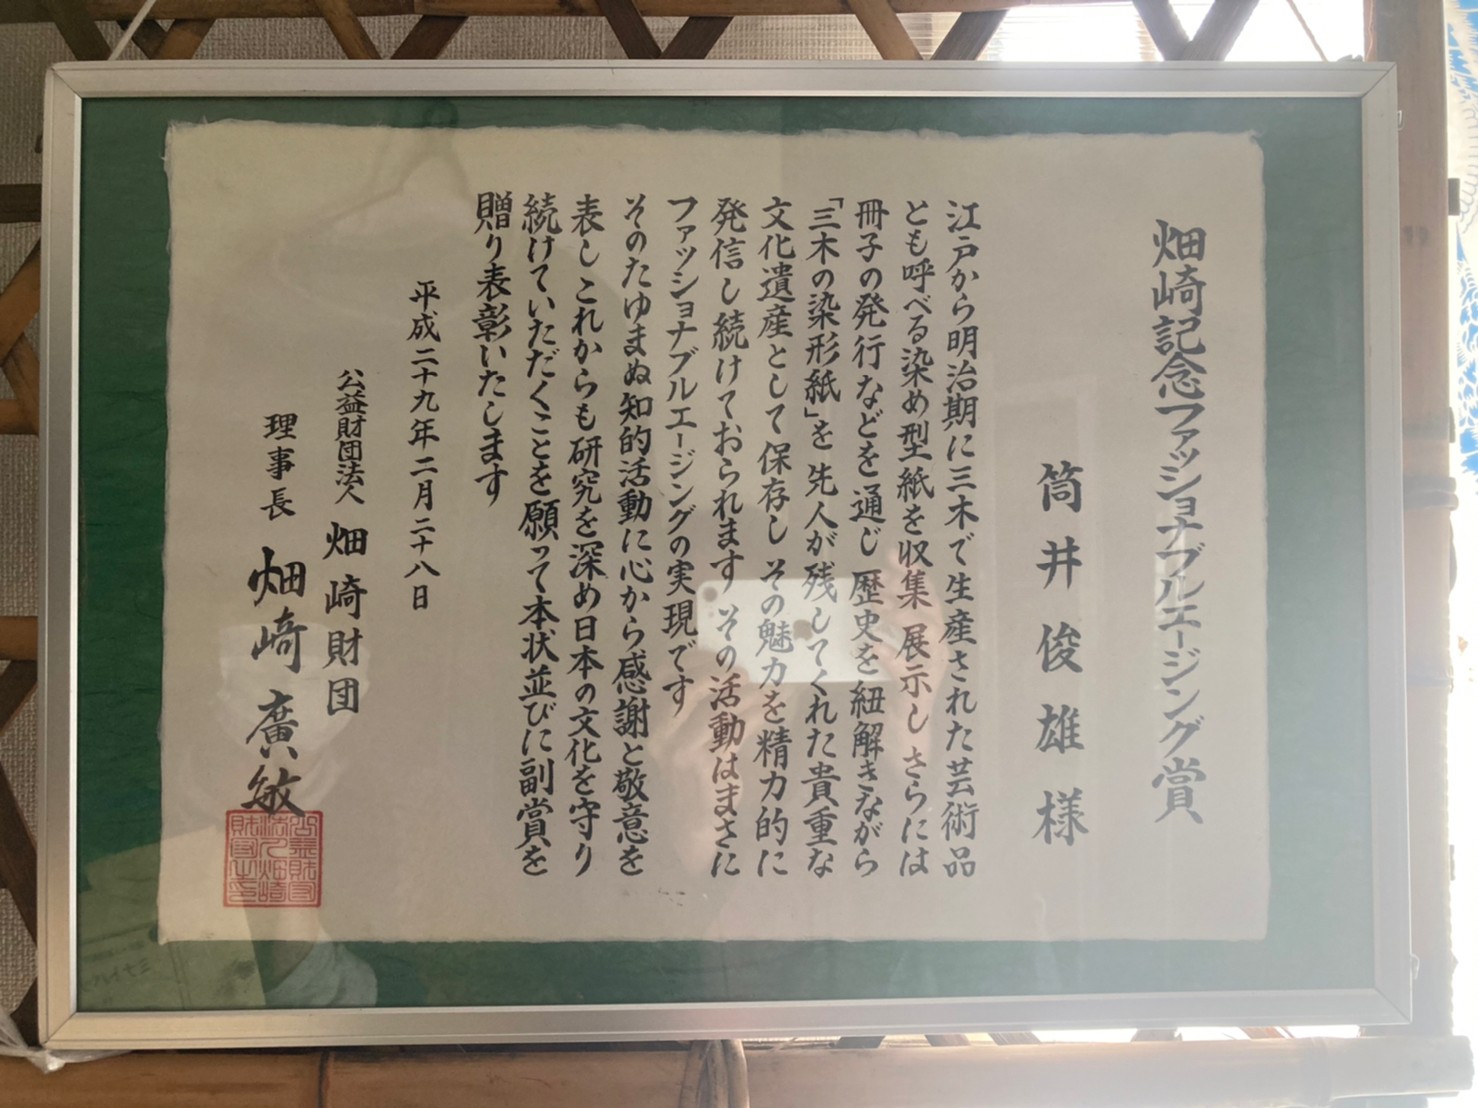 畑崎記念ファッショナブルエージング賞
筒井俊雄様
江戸から明治期に三木で生産された芸術品
とも呼べる染め型紙を収集 展示し さらには
冊子の発行などを通じ 歴史を紐解きながら
「三木の染形紙」を 先人が残してくれた貴重な
文化遺産として保存し その魅力を精力的に
発信し続けておられます その活動はまさに
ファッショナブルエージングの実現です
そのたゆまぬ知的活動に心から感謝と敬意を
表し これからも研究を深め日本の文化を守り
続けていただくことを願って本状並びに副賞を
贈り表彰いたします
平成二十九年二月二十八日
公益財団法人 畑崎財団
理事長 畑崎廣敏
公益財団
法人畑崎
財団之印